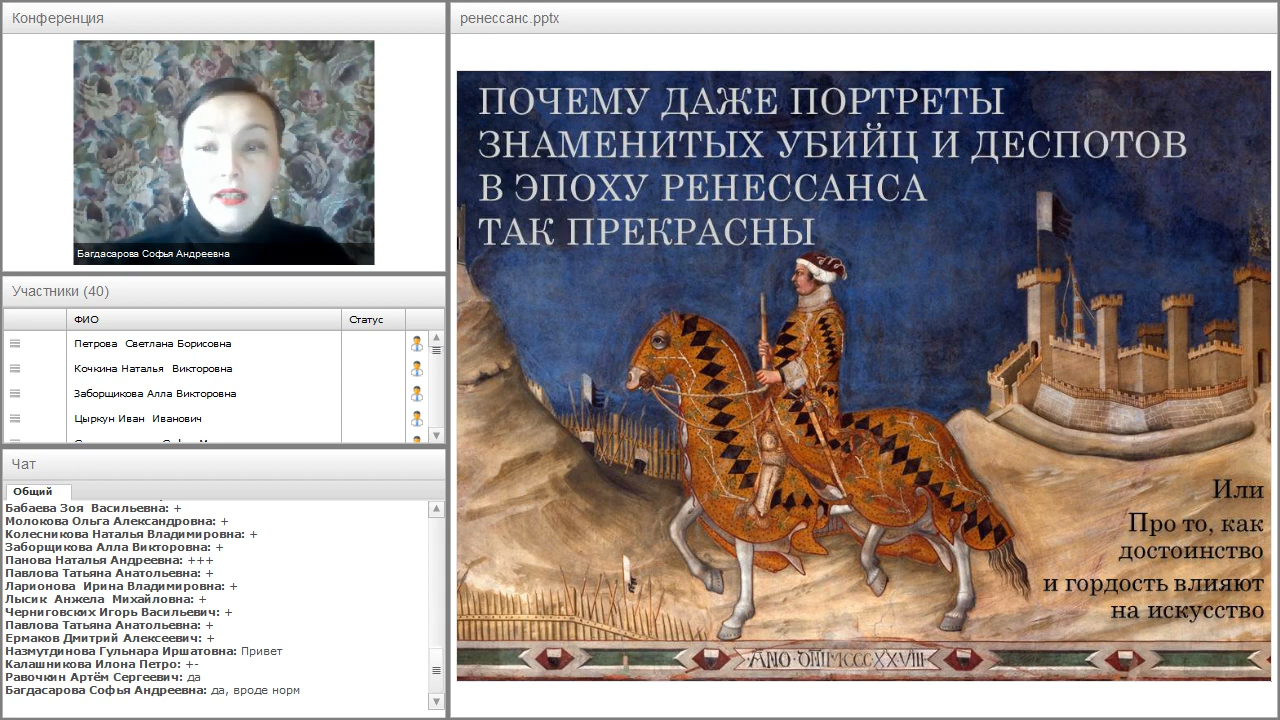 Конференция
Багдасарова Софья Андреевна
Участники (40)
ФИО
Статус
Петрова Светлана Борисовна
Кочкина Наталья Викторовна
Заборщикова Алла Викторовна
Цыркун Иван Иванович
Чат
Общий
Бабаева Зоя Васильевна: +
Молокова Ольга Александровна: +
Колесникова Наталья Владимировна: +
Заборщикова Алла Викторовна: +
Панова Наталья Андреевна: +++
Павлова Татьяна Анатольевна: +
Ларионова Ирина Владимировна: +
Лысик Анжела Михайловна: +
Черниговских Игорь Васильевич: +
Павлова Татьяна Анатольевна: +
Ермаков Дмитрий Алексеевич: +
Назмутдинова Гульнара Иршатовна: Привет
Калашникова Илона Петро: +-
Равочкин Артём Сергеевич: да
Багдасарова Софья Андреевна: да, вроде норм
ренессанс.pptx
ПОЧЕМУ ДАЖЕ ПОРТРЕТЫ
ЗНАМЕНИТЫХ УБИЙЦ И ДЕСПОТОВ
В ЭПОХУ РЕНЕССАНСА
ТАК ПРЕКРАСНЫ
Или
Про то, как
достоинство
и гордость влияют
на искусство